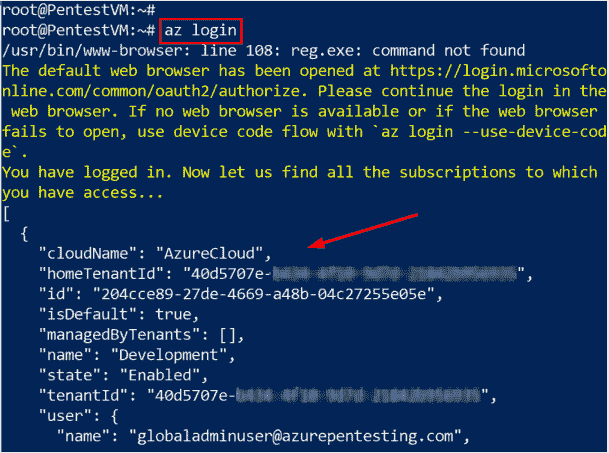 root@PentestVM:~#
root@PentestVM:~# az login
/usr/bin/www-browser: line 108: reg.exe: command not found
The default web browser has been opened at https://login.microsofto
nline.com/common/oauth2/authorize. Please continue the login in the
 web browser. If no web browser is available or if the web browser
fails to open, use device code flow with `az login --use-device-cod
e`.
You have logged in. Now let us find all the subscriptions to which
you have access...
[
  {
    "cloudName": "AzureCloud",
    "homeTenantId": "40d5707e-",
    "id": "204cce89-27de-4669-a48b-04c27255e05e",
    "isDefault": true,
    "managedByTenants": [],
    "name": "Development",
    "state": "Enabled",
    "tenantId": "40d5707e-",
    "user": {
      "name": "globaladminuser@azurepentesting.com",